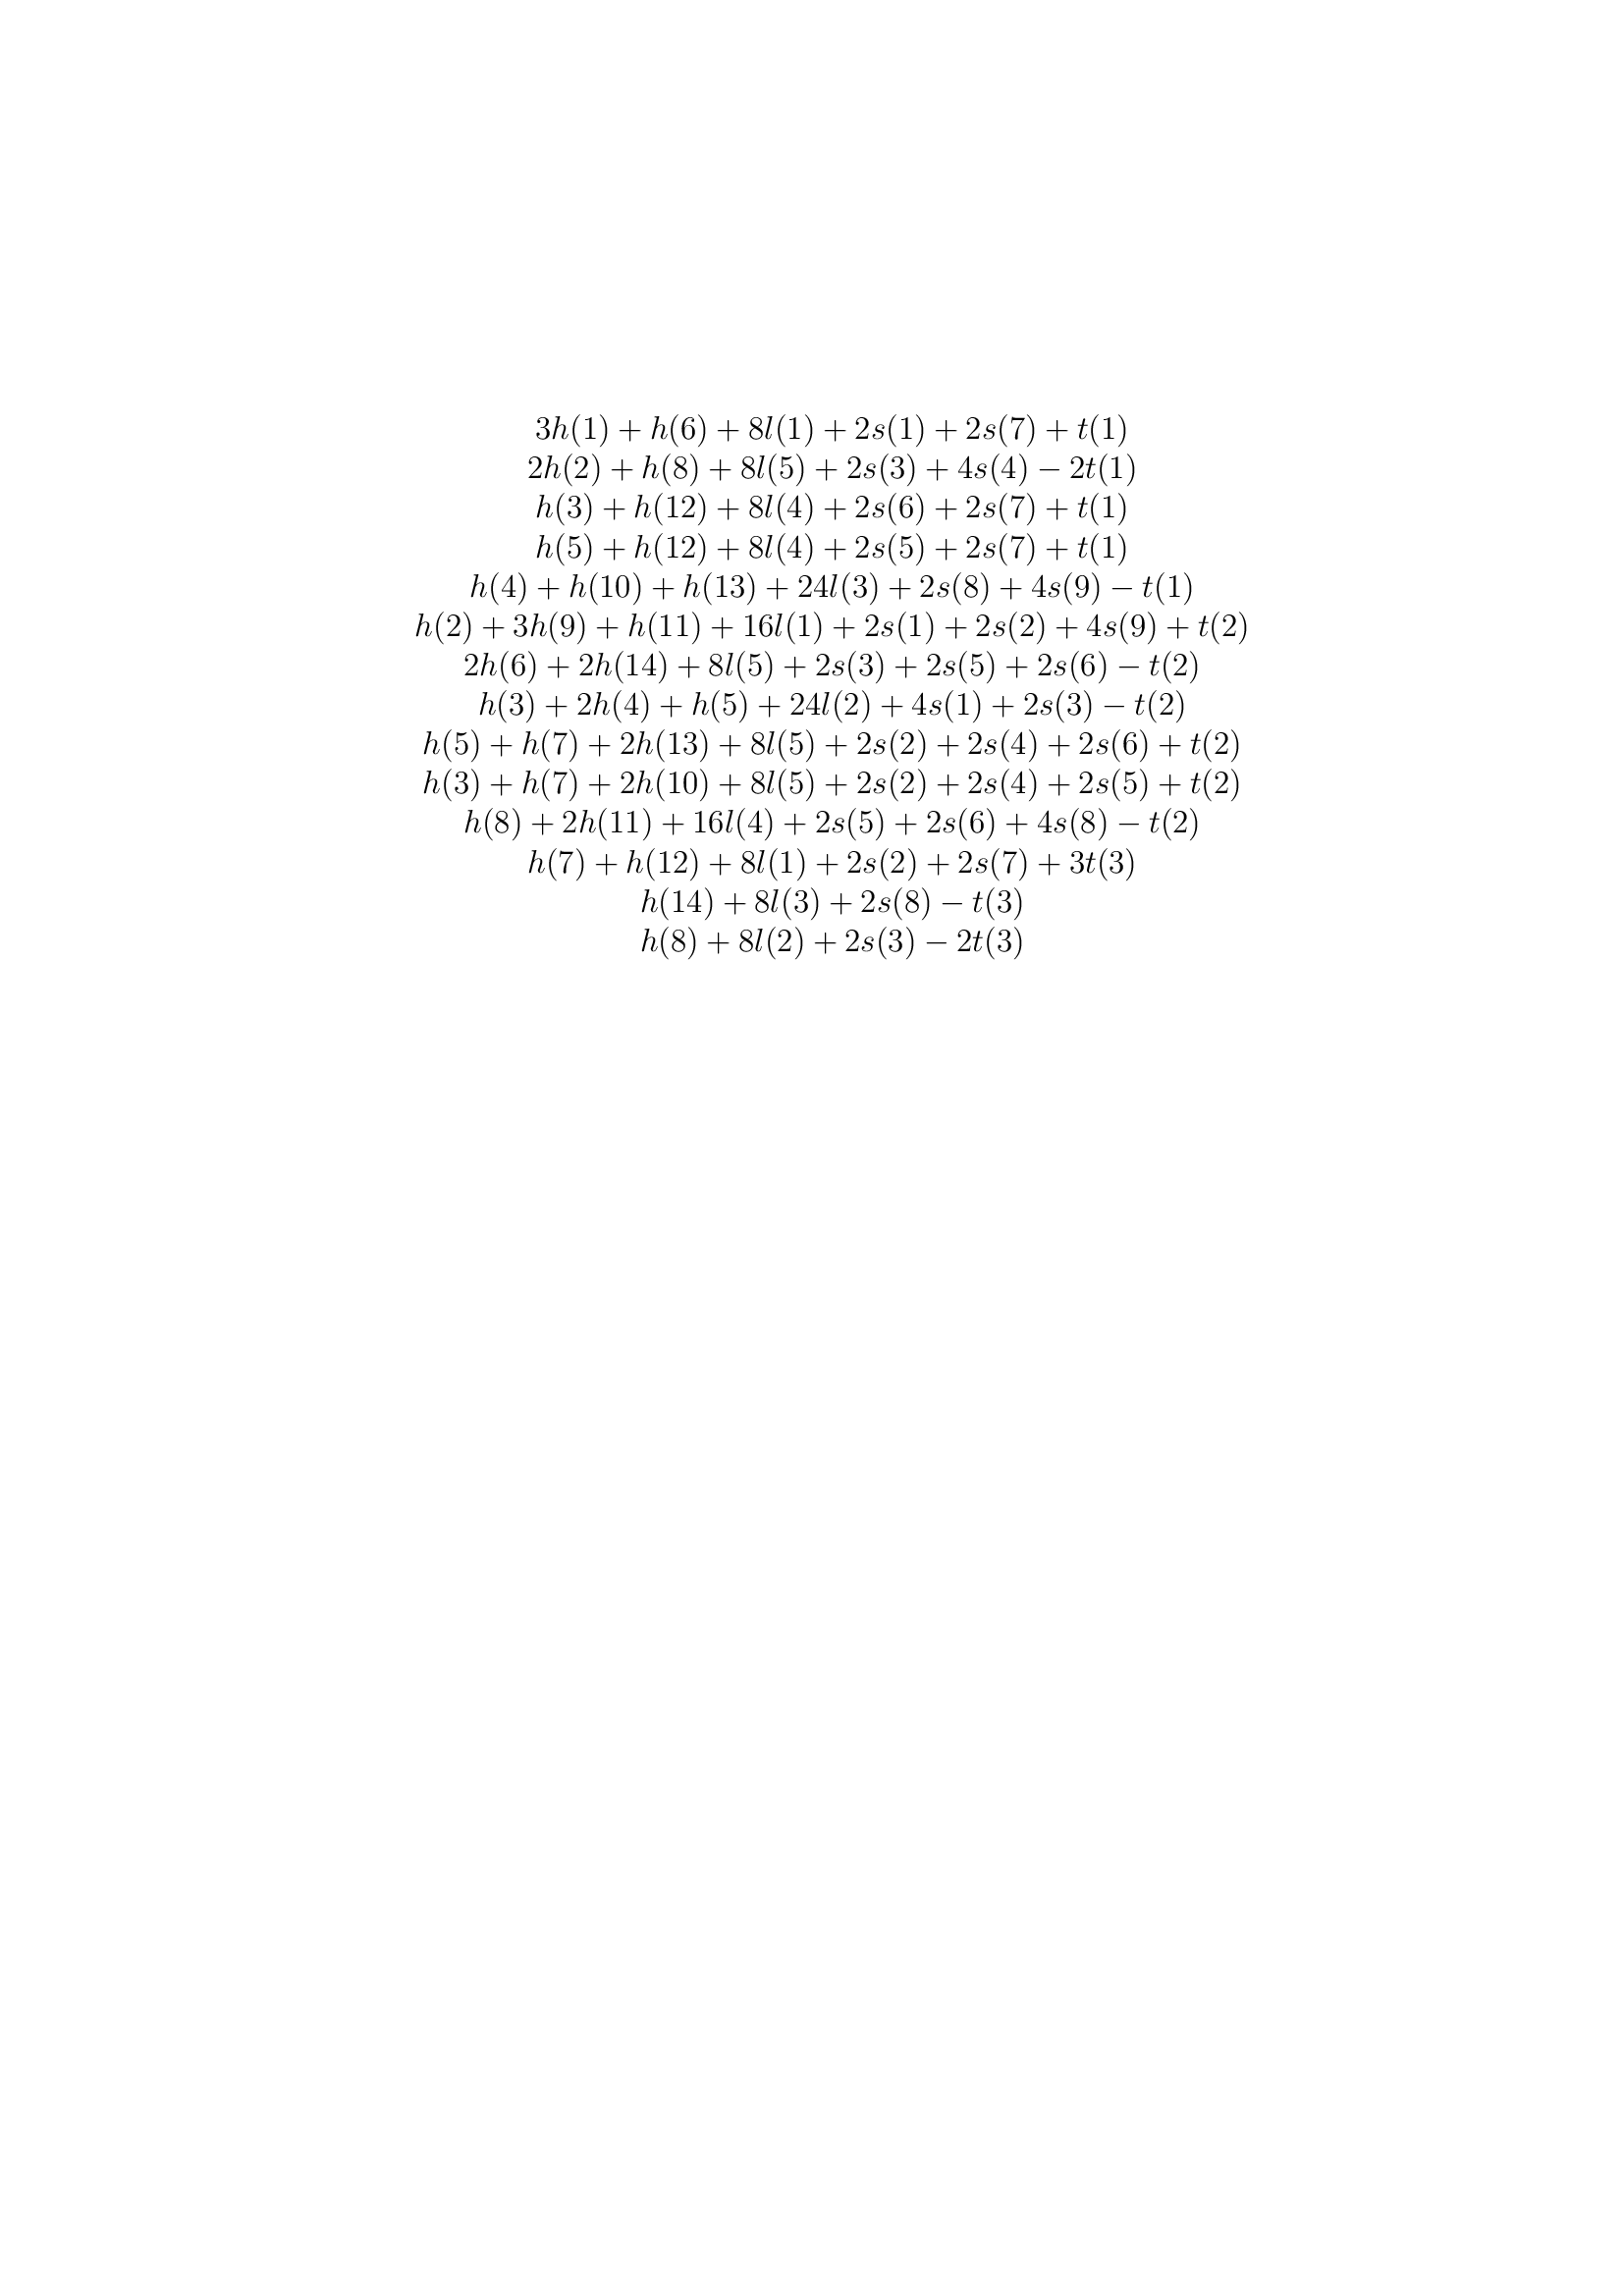 3h(1) + h(6) + 8l(1) + 2s(1) + 2s(7) + t(1)
2h(2) + h(8) + 8l(5) + 2s(3) + 4s(4) − 2t(1)
h(3) + h(12) + 8l(4) + 2s(6) + 2s(7) + t(1)
h(5) + h(12) + 8l(4) + 2s(5) + 2s(7) + t(1)
h(4) + h(10) + h(13) + 24l(3) + 2s(8) + 4s(9) − t(1)
h(2) + 3h(9) + h(11) + 16l(1) + 2s(1) + 2s(2) + 4s(9) + t(2)
2h(6) + 2h(14) + 8l(5) + 2s(3) + 2s(5) + 2s(6) − t(2)
h(3) + 2h(4) + h(5) + 24l(2) + 4s(1) + 2s(3) − t(2)
h(5) + h(7) + 2h(13) + 8l(5) + 2s(2) + 2s(4) + 2s(6) + t(2)
h(3) + h(7) + 2h(10) + 8l(5) + 2s(2) + 2s(4) + 2s(5) + t(2)
h(8) + 2h(11) + 16l(4) + 2s(5) + 2s(6) + 4s(8) − t(2)
h(7) + h(12) + 8l(1) + 2s(2) + 2s(7) + 3t(3)
h(14) + 8l(3) + 2s(8) − t(3)
h(8) + 8l(2) + 2s(3) − 2t(3)